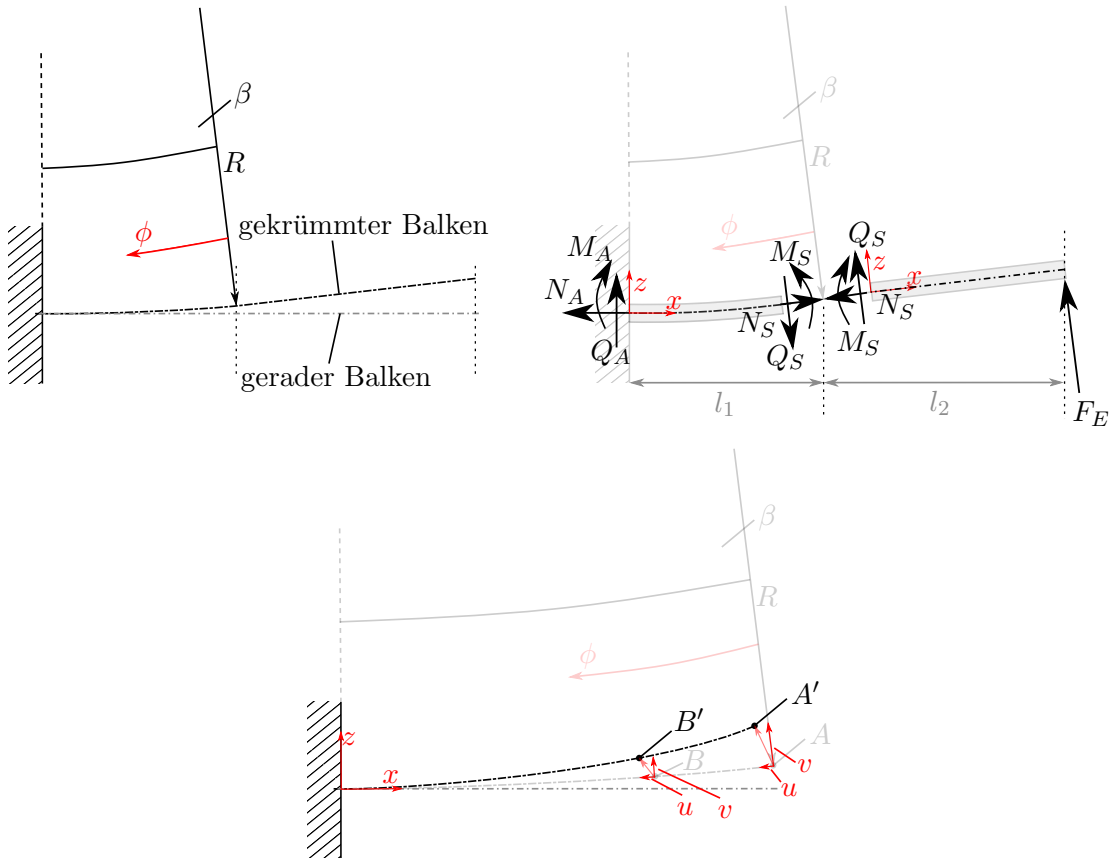 β
R
ϕ
gekrümmter Balken
gerader Balken
β
R
ϕ
M_A
N_A
Q_A
z
x
M_S
N_S
Q_S
Q_S
z
x
N_S
M_S
l_1
l_2
F_E
β
R
ϕ
A′
B′
A
B
z
x
u
v
v
u